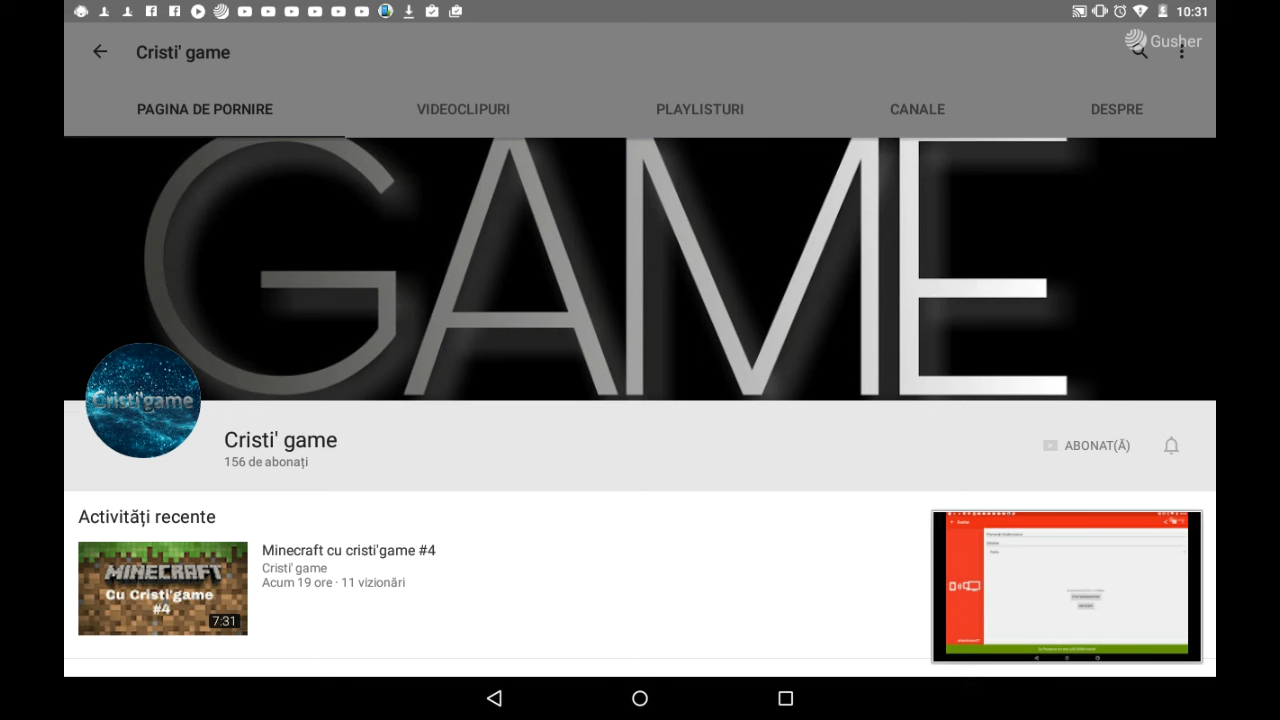 10:31
Cristi' game
Gusher
PAGINA DE PORNIRE
VIDEOCLIPURI
PLAYLISTURI
CANALE
DESPRE
GAME
Cristi'game
Cristi' game
156 de abonați
ABONAT(Ă)
Activități recente
MINECRAFT
Cu Cristi'game
#4
7:31
Minecraft cu cristi'game #4
Cristi' game
Acum 19 ore · 11 vizionări